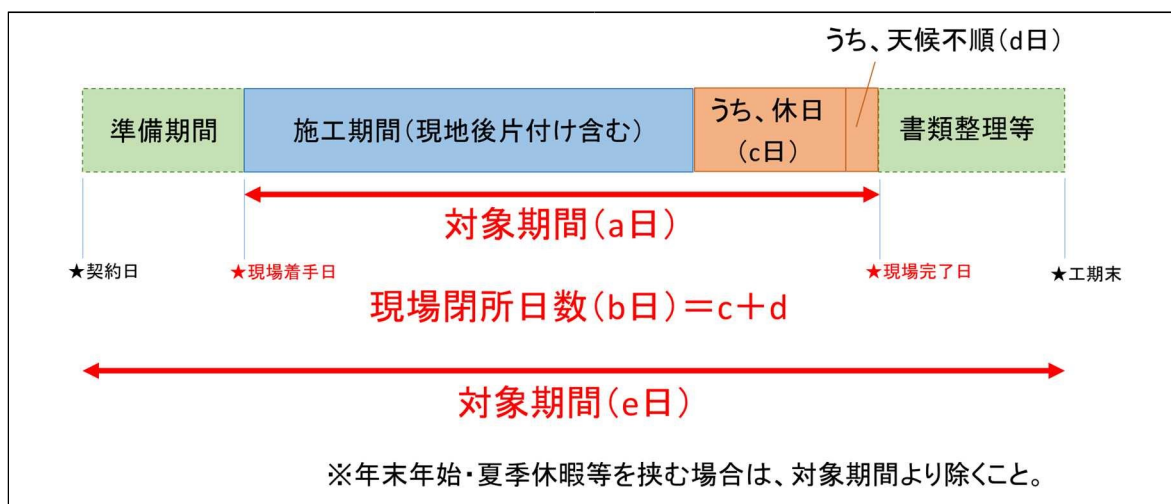 うち、天候不順(d日)
準備期間
施工期間(現地後片付け含む)
うち、休日
(c日)
書類整理等
対象期間(a日)
★契約日
★現場着手日
★現場完了日
★工期末
現場閉所日数(b日)=c+d
対象期間(e日)
※年末年始・夏季休暇等を挟む場合は、対象期間より除くこと。